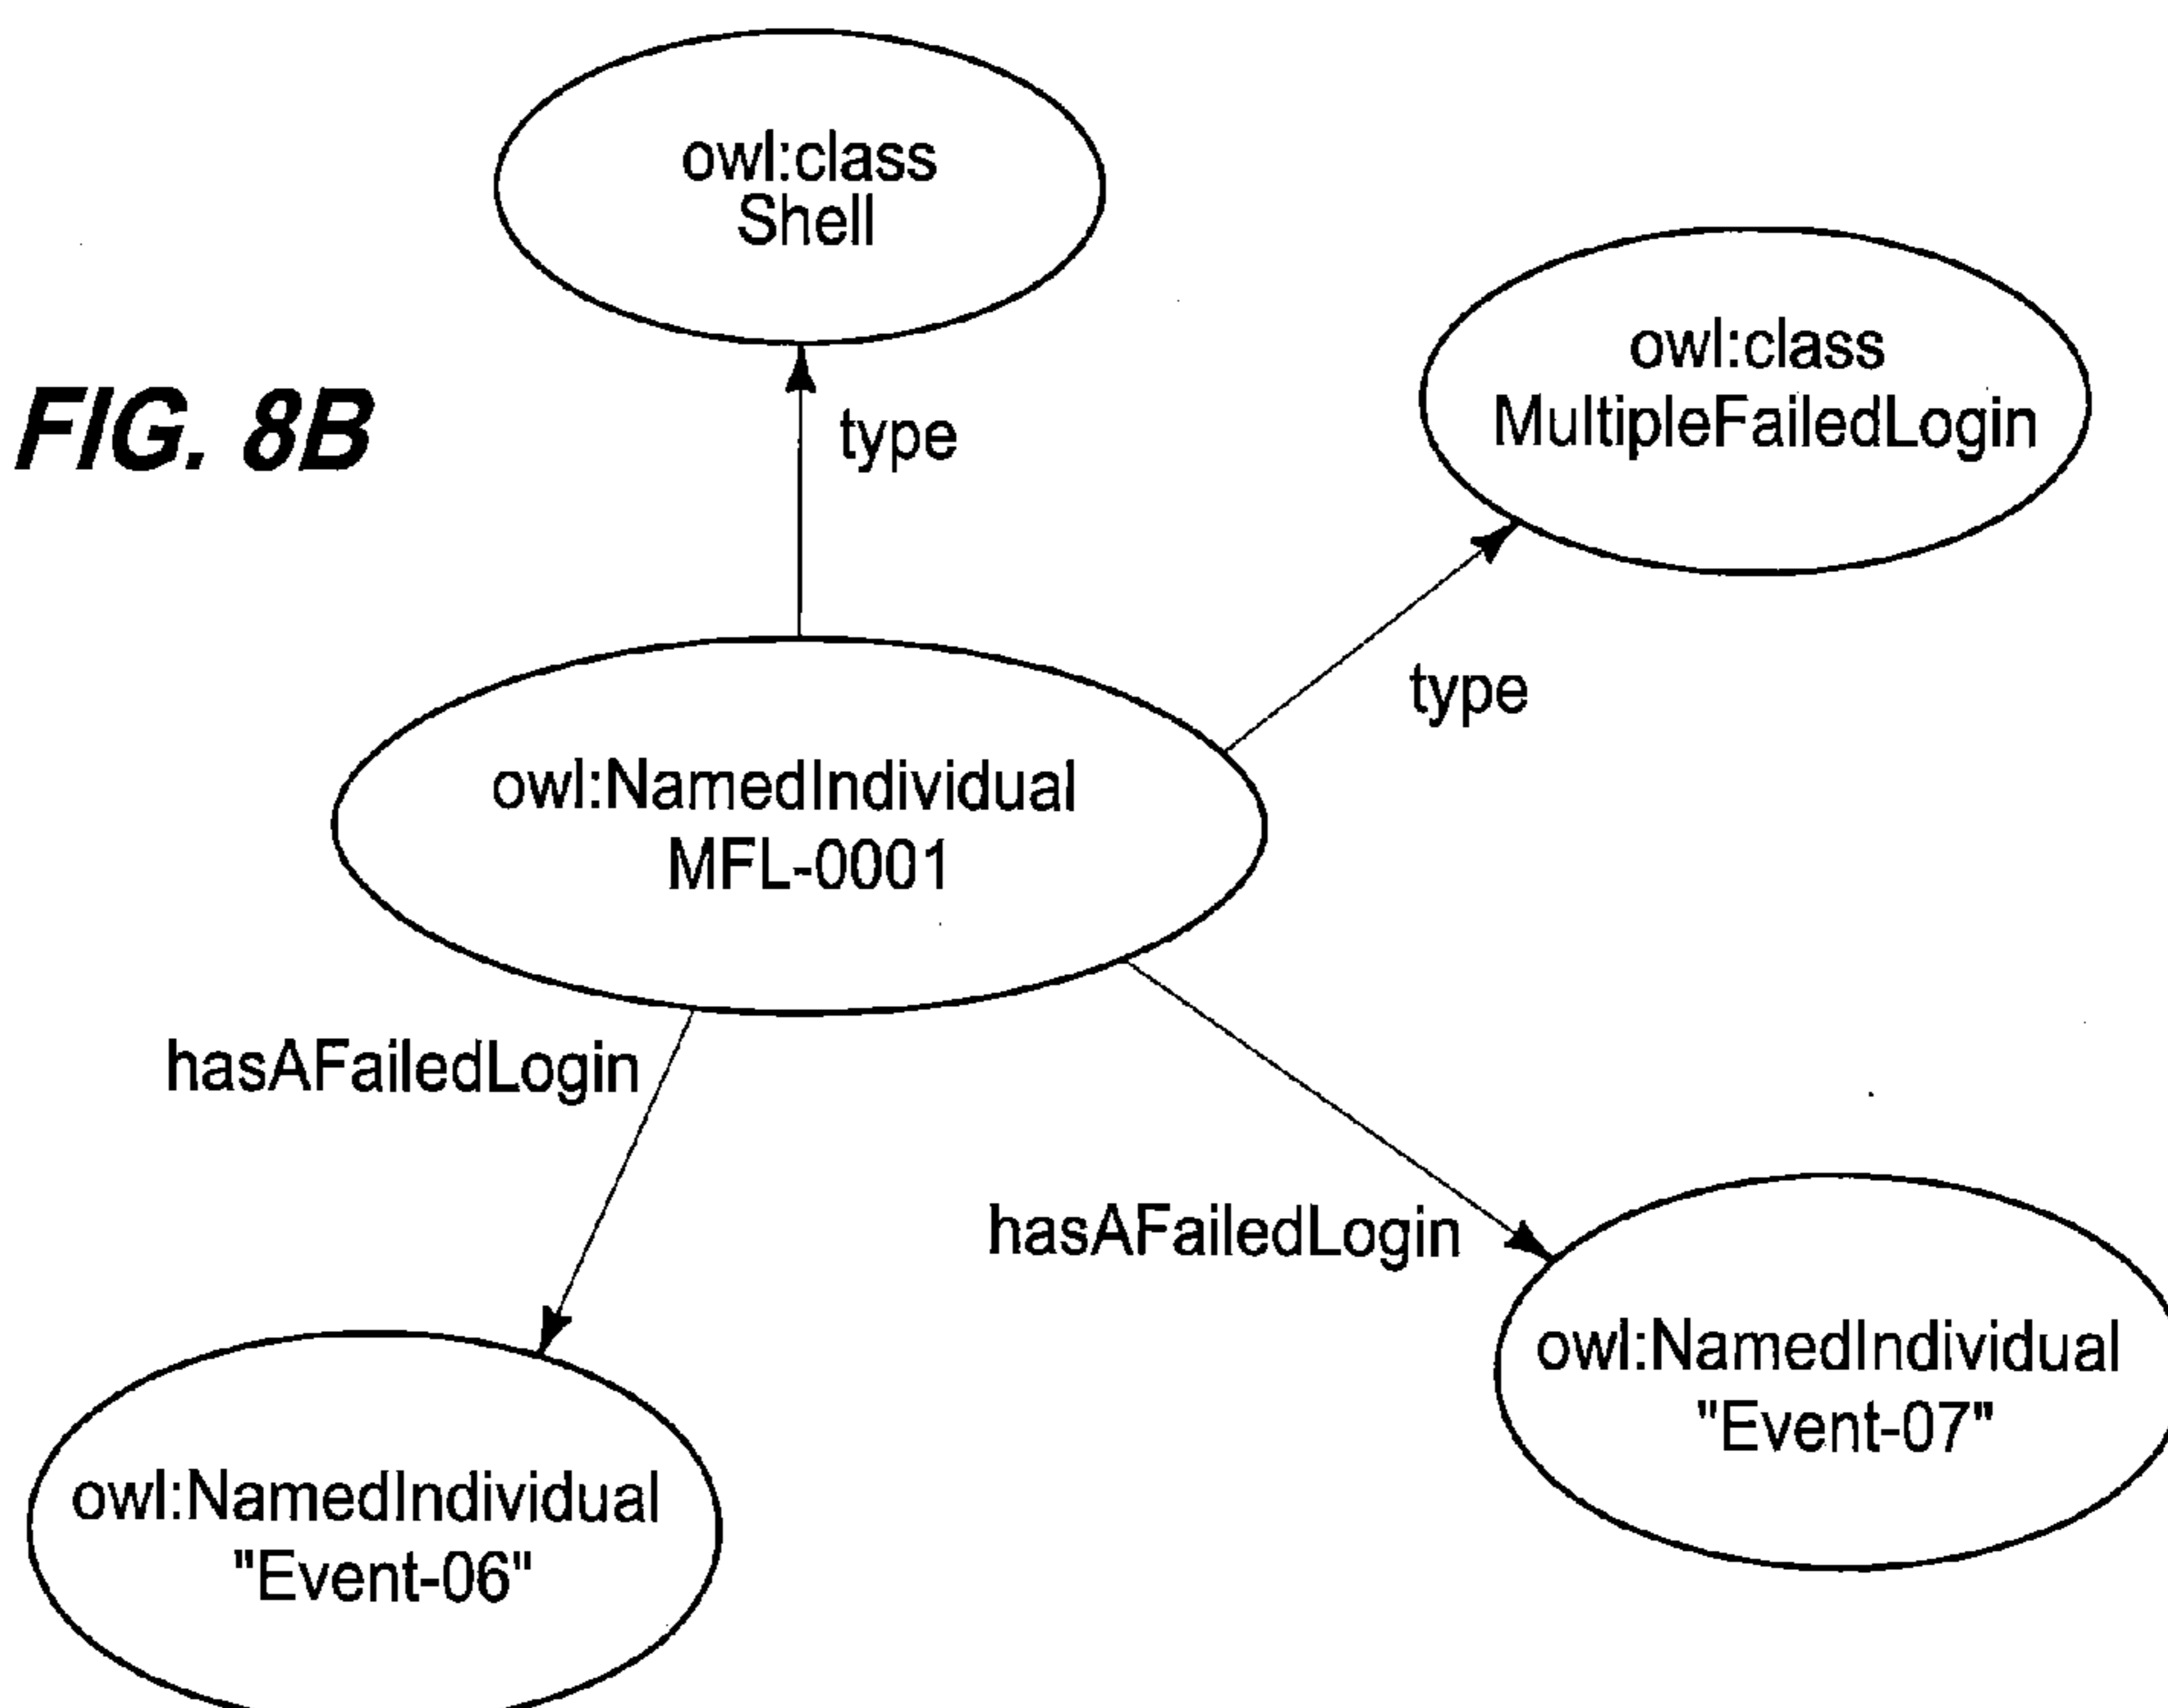 owl:class
Shell
FIG. 8B
type
owl:class
MultipleFailedLogin
type
owl:NamedIndividual
MFL-0001
hasAFailedLogin
hasAFailedLogin
owl:NamedIndividual
"Event-07"
owl:NamedIndividual
"Event-06"